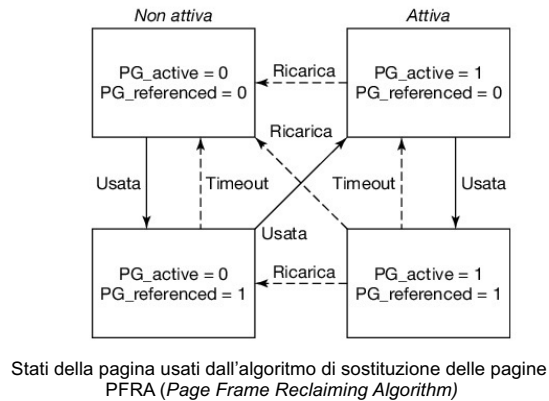 Non attiva
Attiva
PG_active = 0
PG_referenced = 0
Ricarica
PG_active = 1
PG_referenced = 0
Ricarica
Usata
Timeout
Timeout
Usata
Usata
PG_active = 0
PG_referenced = 1
Ricarica
PG_active = 1
PG_referenced = 1
Stati della pagina usati dall’algoritmo di sostituzione delle pagine
PFRA (Page Frame Reclaiming Algorithm)